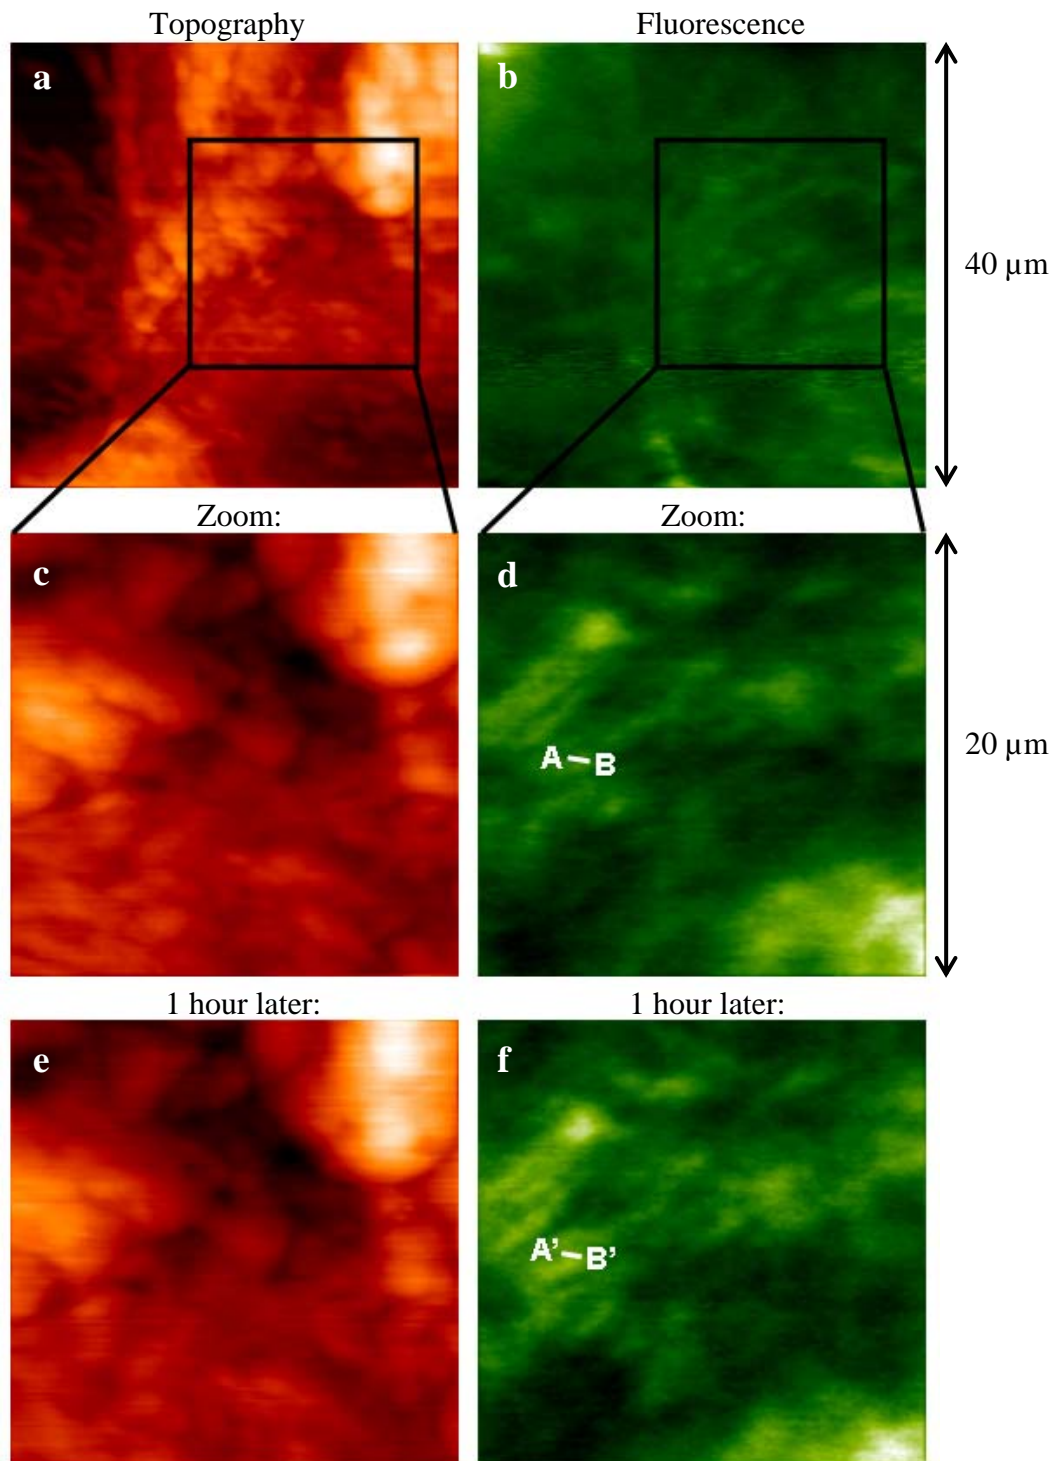 Topography Fluorescence
a b
40 µm
Zoom: Zoom:
c d
A B
20 µm
1 hour later: 1 hour later:
e f
A’ B’